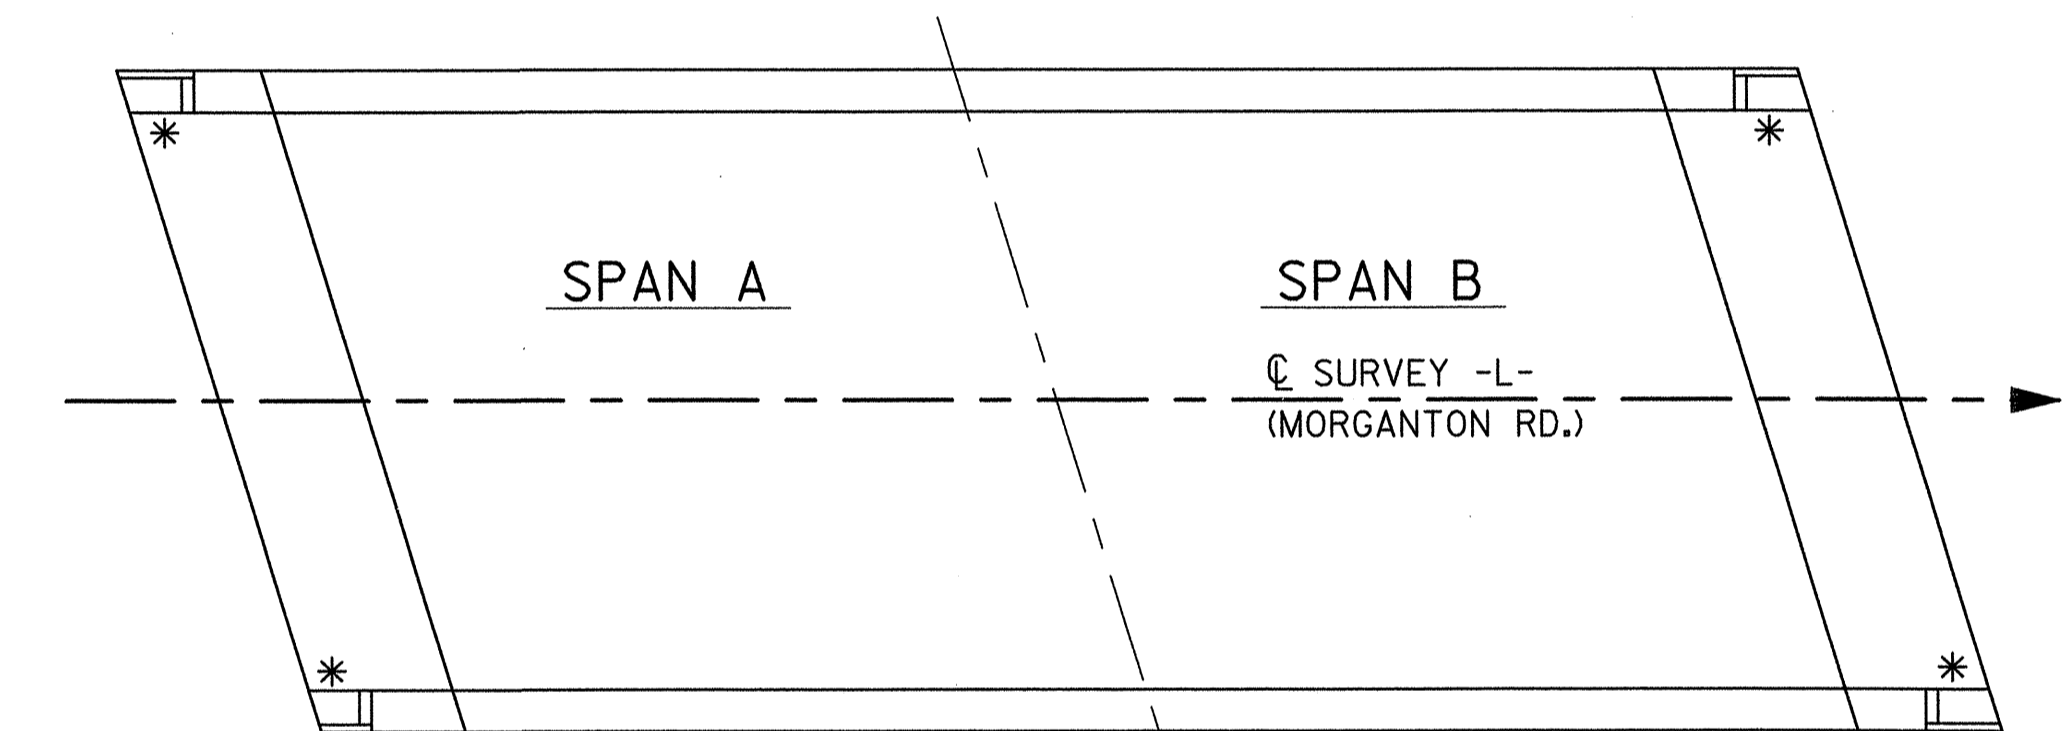 SPAN A
SPAN B
℄ SURVEY -L-
(MORGANTON RD.)